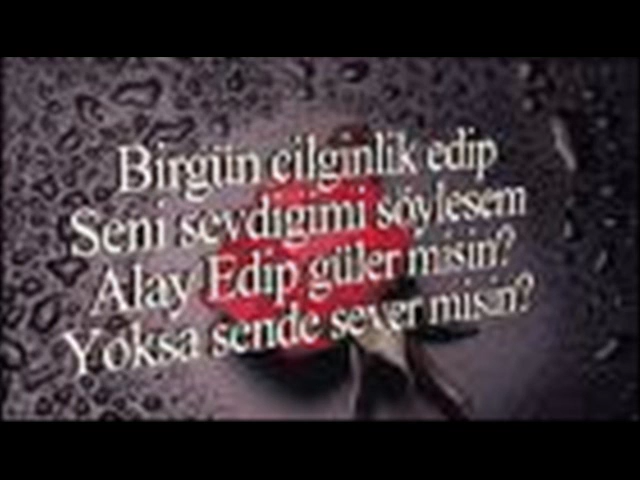 Birgün cilginlik edip
Seni sevdigimi söylesem
Alay Edip güler misin?
Yoksa sende sever misin?